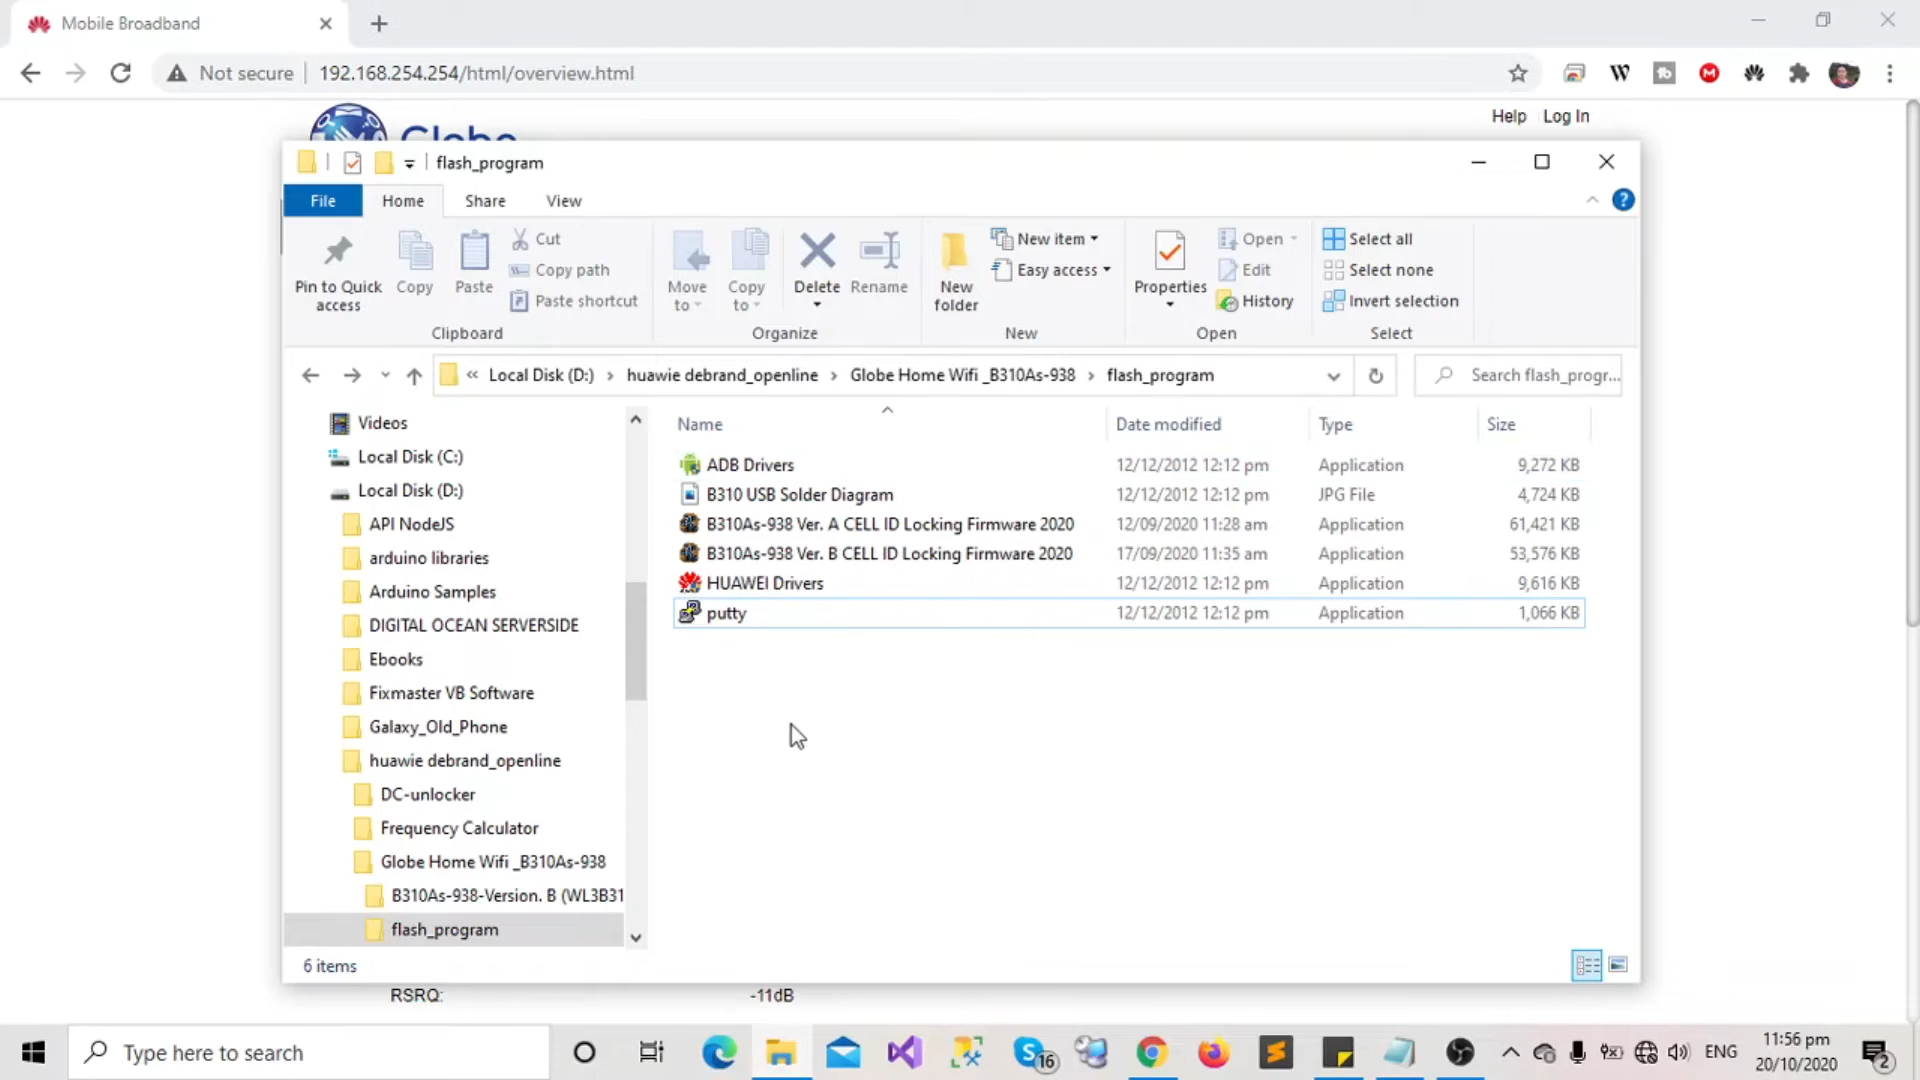 Mobile Broadband
Not secure 192.168.254.254/html/overview.html
Help Log In
Globe
flash_program
File Home Share View
Pin to Quick access
Copy
Paste
Cut
Copy path
Paste shortcut
Clipboard
Move to
Copy to
Delete
Rename
Organize
New folder
New item
Easy access
New
Properties
Open
Edit
History
Open
Select all
Select none
Invert selection
Select
« Local Disk (D:) › huawie debrand_openline › Globe Home Wifi _B310As-938 › flash_program
Search flash_progr...
Videos
Local Disk (C:)
Local Disk (D:)
API NodeJS
arduino libraries
Arduino Samples
DIGITAL OCEAN SERVERSIDE
Ebooks
Fixmaster VB Software
Galaxy_Old_Phone
huawie debrand_openline
DC-unlocker
Frequency Calculator
Globe Home Wifi _B310As-938
B310As-938-Version. B (WL3B31
flash_program
Name Date modified Type Size
ADB Drivers 12/12/2012 12:12 pm Application 9,272 KB
B310 USB Solder Diagram 12/12/2012 12:12 pm JPG File 4,724 KB
B310As-938 Ver. A CELL ID Locking Firmware 2020 12/09/2020 11:28 am Application 61,421 KB
B310As-938 Ver. B CELL ID Locking Firmware 2020 17/09/2020 11:35 am Application 53,576 KB
HUAWEI Drivers 12/12/2012 12:12 pm Application 9,616 KB
putty 12/12/2012 12:12 pm Application 1,066 KB
6 items
RSRQ: -11dB
Type here to search
16
ENG
11:56 pm
20/10/2020
2